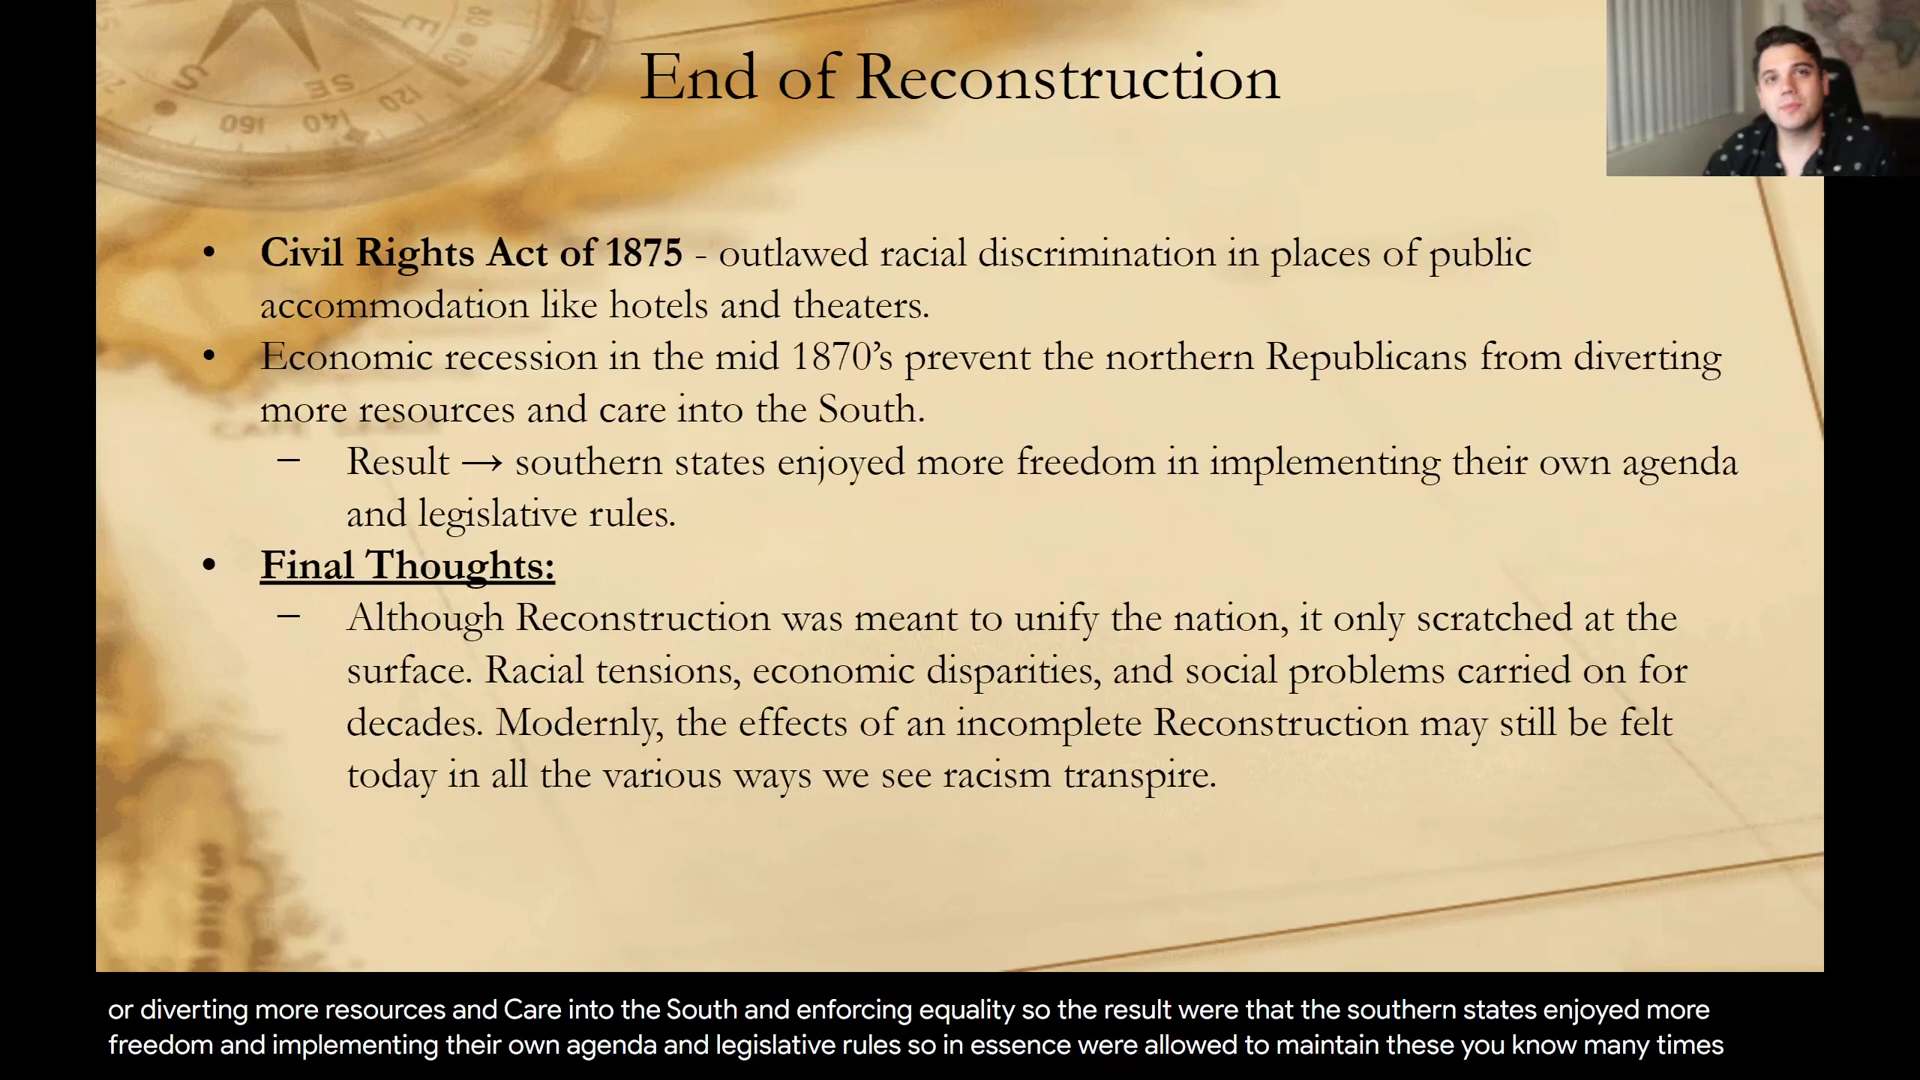 End of Reconstruction
• Civil Rights Act of 1875 - outlawed racial discrimination in places of public
accommodation like hotels and theaters.
• Economic recession in the mid 1870’s prevent the northern Republicans from diverting
more resources and care into the South.
– Result → southern states enjoyed more freedom in implementing their own agenda
and legislative rules.
• Final Thoughts:
– Although Reconstruction was meant to unify the nation, it only scratched at the
surface. Racial tensions, economic disparities, and social problems carried on for
decades. Modernly, the effects of an incomplete Reconstruction may still be felt
today in all the various ways we see racism transpire.
or diverting more resources and Care into the South and enforcing equality so the result were that the southern states enjoyed more
freedom and implementing their own agenda and legislative rules so in essence were allowed to maintain these you know many times
S
SE
E
80
120
140
160